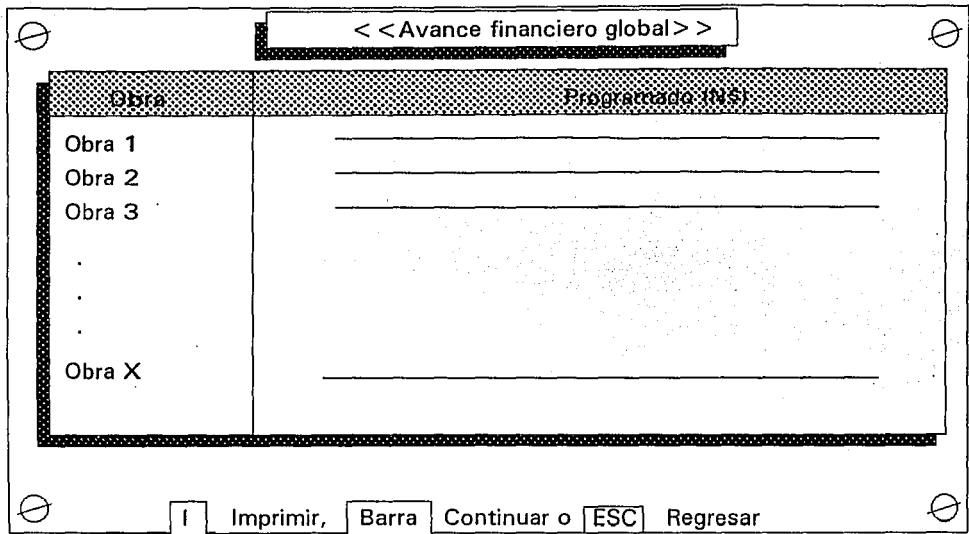 < <Avance financiero global> >
Obra Programado (N$)
Obra 1
Obra 2
Obra 3
.
.
.
Obra X
I Imprimir, Barra Continuar o ESC Regresar